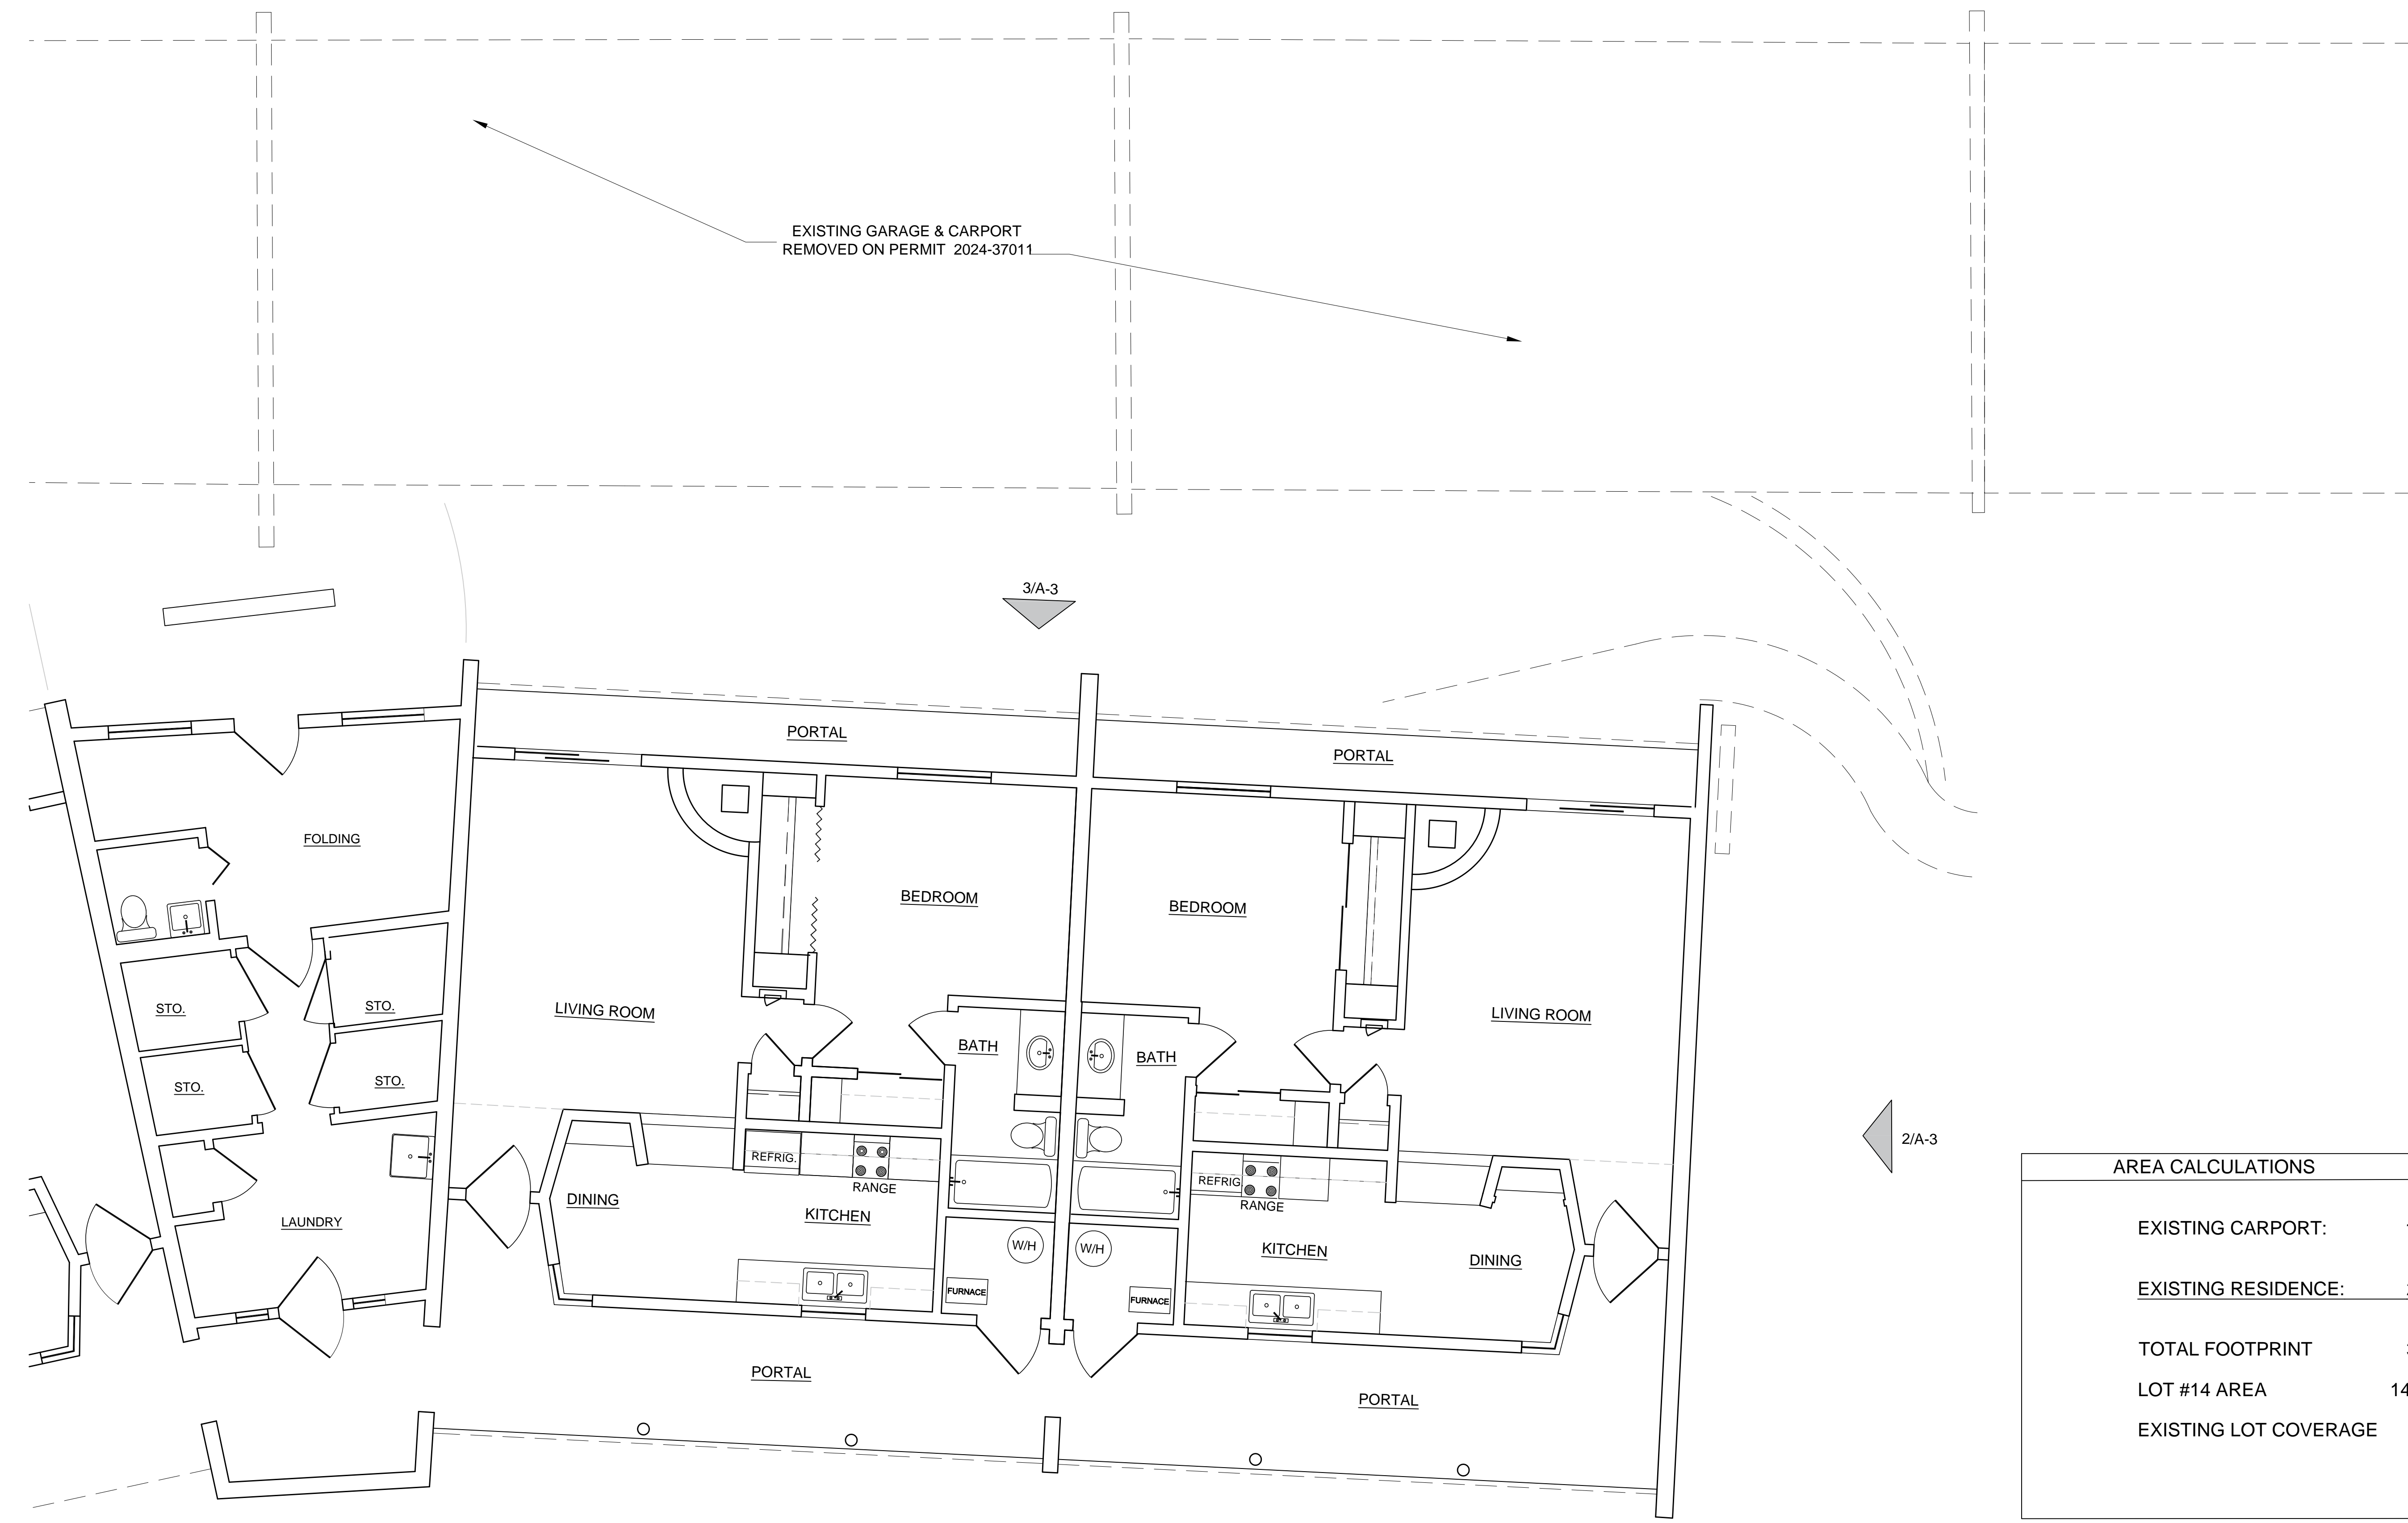 EXISTING GARAGE & CARPORT
REMOVED ON PERMIT 2024-37011
3/A-3
PORTAL
PORTAL
FOLDING
BEDROOM
BEDROOM
STO.
STO.
LIVING ROOM
LIVING ROOM
BATH
BATH
STO.
STO.
2/A-3
REFRIG.
RANGE
REFRIG.
RANGE
DINING
KITCHEN
LAUNDRY
W/H
W/H
KITCHEN
DINING
FURNACE
FURNACE
PORTAL
PORTAL
AREA CALCULATIONS
EXISTING CARPORT:
EXISTING RESIDENCE:
TOTAL FOOTPRINT
LOT #14 AREA 14
EXISTING LOT COVERAGE